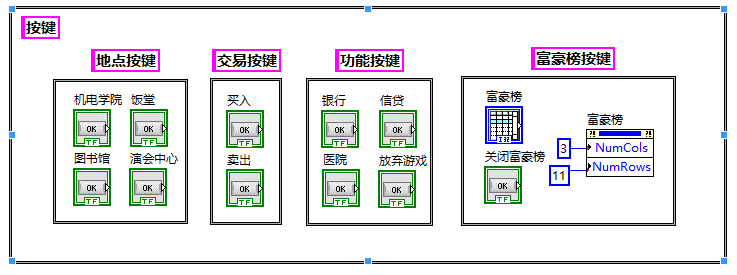 按键
地点按键
交易按键
功能按键
富豪榜按键
机电学院
饭堂
OK
TF
OK
TF
图书馆
演会中心
OK
TF
OK
TF
买入
OK
TF
卖出
OK
TF
银行
信贷
OK
TF
OK
TF
医院
放弃游戏
OK
TF
OK
TF
富豪榜
关闭富豪榜
OK
TF
富豪榜
3
NumCols
11
NumRows